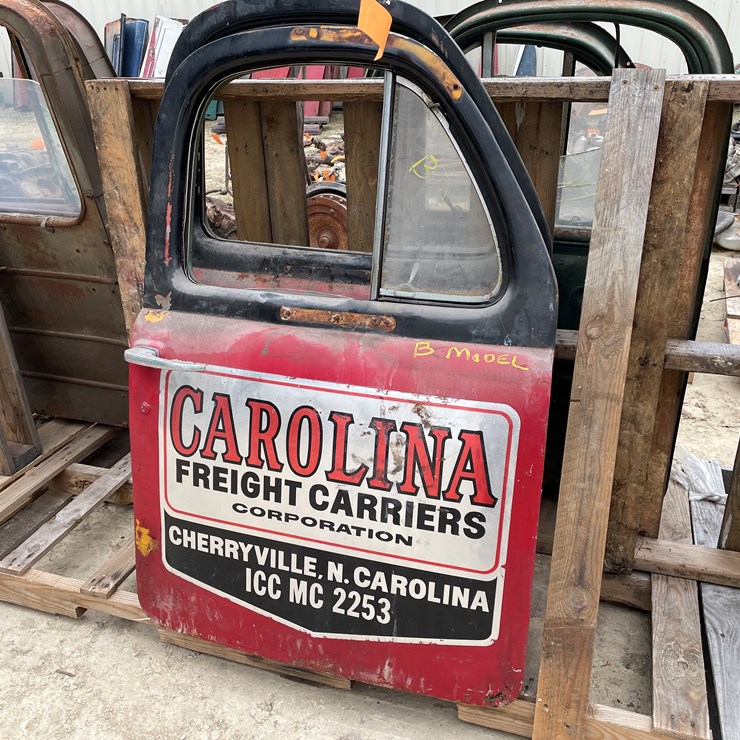 B MODEL
CAROLINA
FREIGHT CARRIERS
CORPORATION
CHERRYVILLE, N. CAROLINA
ICC MC 2253